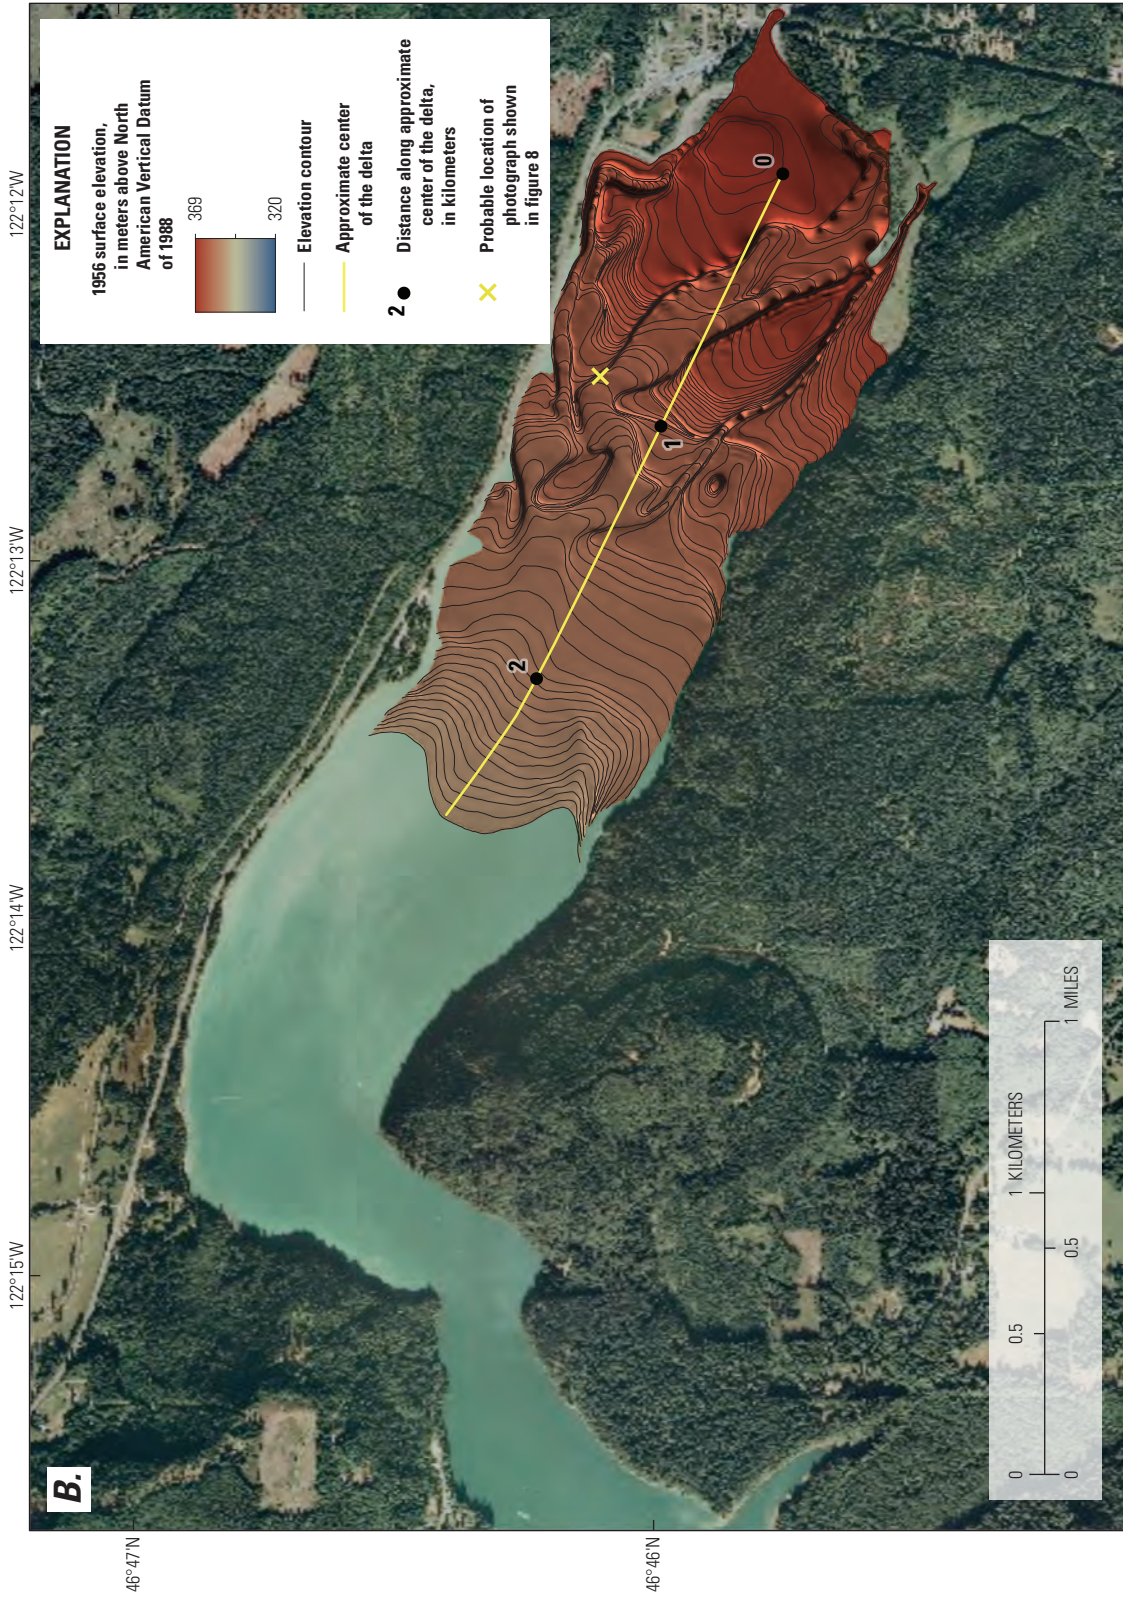 B.
122°15'W
122°14'W
122°13'W
122°12'W
46°47'N
46°46'N
EXPLANATION
1956 surface elevation,
in meters above North
American Vertical Datum
of 1988
369
320
Elevation contour
Approximate center
of the delta
2
Distance along approximate
center of the delta,
in kilometers
Probable location of
photograph shown
in figure 8
2
1
0
0 0.5 1 KILOMETERS
0 0.5 1 MILES